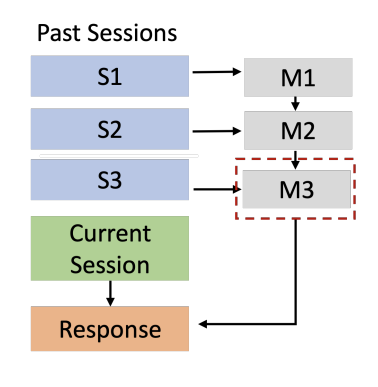 Past Sessions
S1
M1
S2
M2
S3
M3
Current
Session
Response